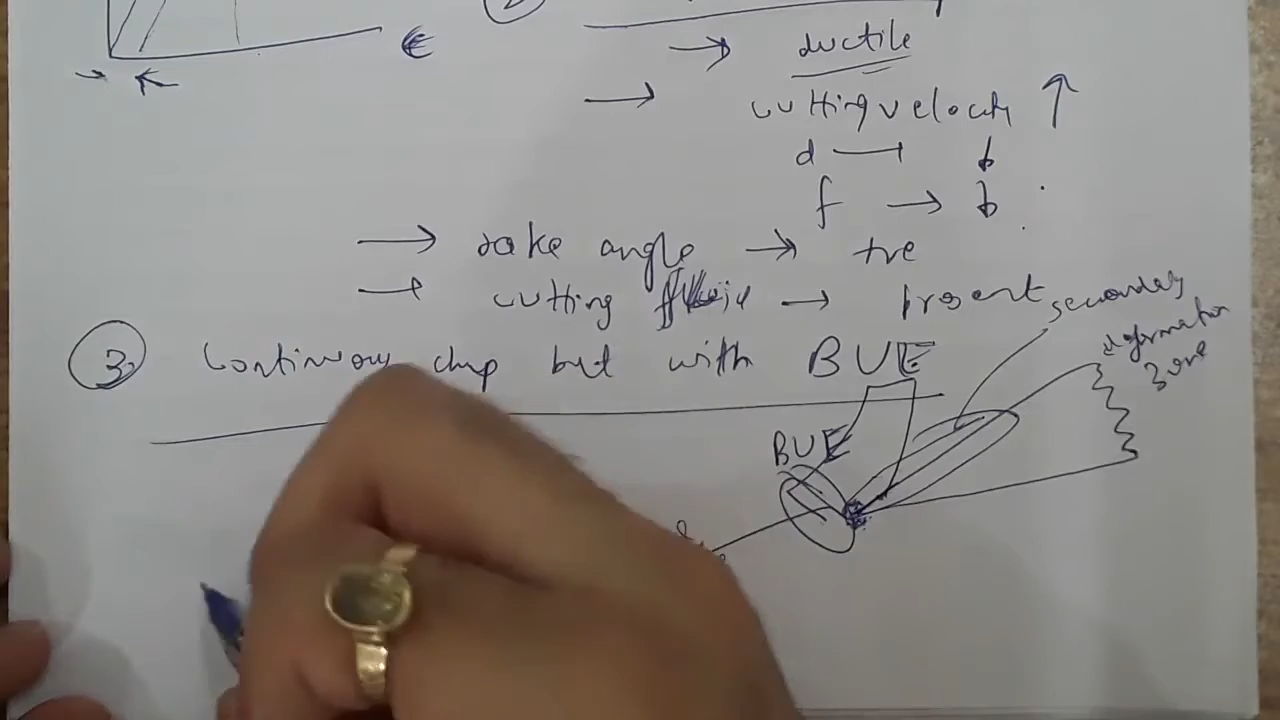 2
ϵ
→ ductile
→ cutting velocity ↑
d →
f →
→ rake angle → +ve
→ cutting fluid → present
3. Continuous chip but with BUE
secondary
deformation
zone
BUE